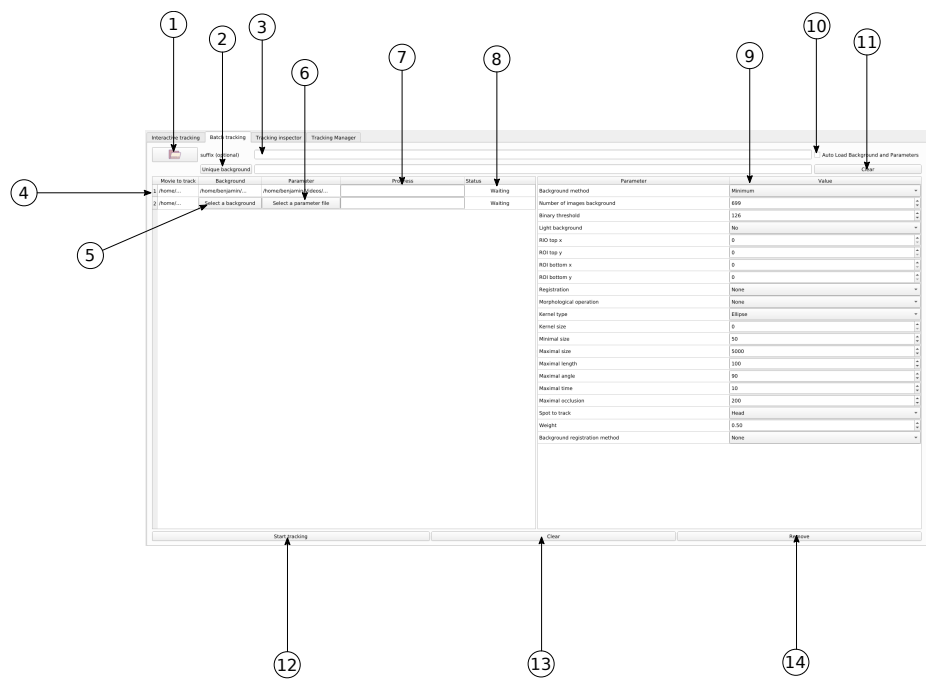 1
2
3
6
7
8
9
10
11
Interactive tracking Batch tracking Tracking inspector Tracking Manager
suffix (optional) Auto Load Background and Parameters
Unique background Clear
Movie to track Background Parameter Progress Status Parameter Value
4
1 /home/... /home/benjamin/... /home/benjamin/Videos/... Waiting Background method Minimum
2 /home/... Select a background Select a parameter file Waiting Number of images background 699
Binary threshold 126
Light background No
RIO top x 0
5
ROI top y 0
ROI bottom x 0
ROI bottom y 0
Registration None
Morphological operation None
Kernel type Ellipse
Kernel size 0
Minimal size 50
Maximal size 5000
Maximal length 100
Maximal angle 90
Maximal time 10
Maximal occlusion 200
Spot to track Head
Weight 0.50
Background registration method None
Start tracking Clear Remove
12
13
14